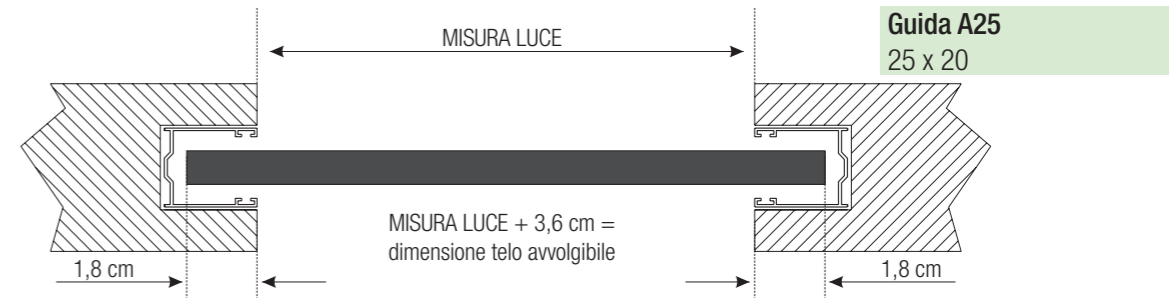 MISURA LUCE
Guida A25
25 x 20
MISURA LUCE + 3,6 cm =
dimensione telo avvolgibile
1,8 cm
1,8 cm